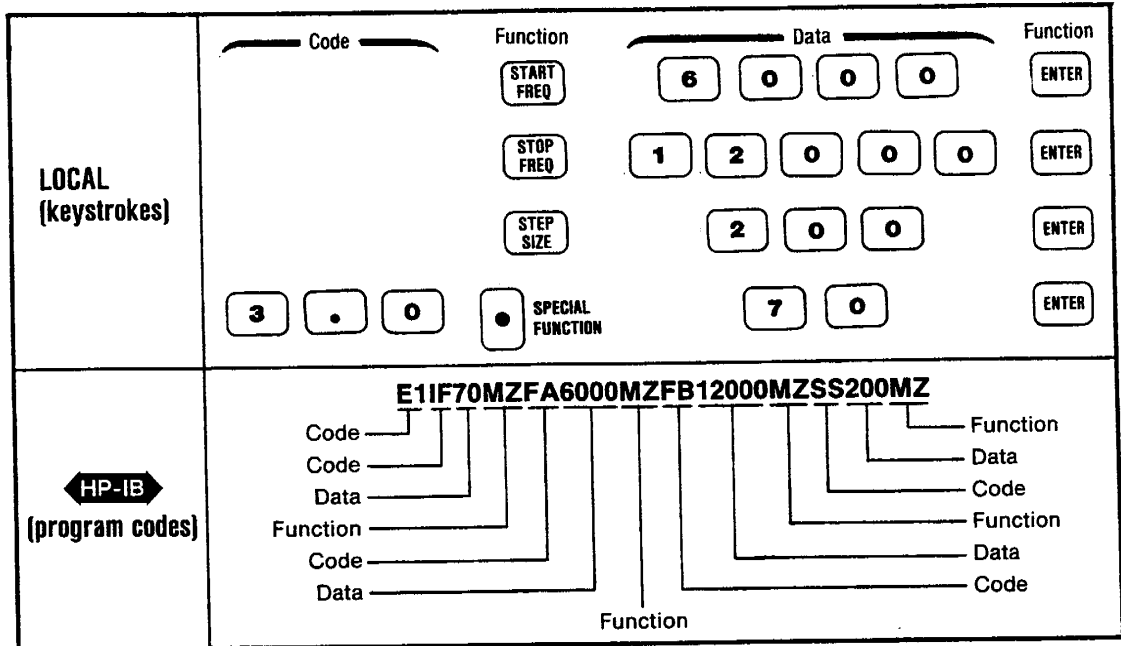 Code Function Data Function
START FREQ 6 0 0 0 ENTER
STOP FREQ 1 2 0 0 0 ENTER
LOCAL
(keystrokes)
STEP SIZE 2 0 0 ENTER
3 . 0 SPECIAL FUNCTION 7 0 ENTER
E1IF70MZFA6000MZFB12000MZSS200MZ
Code
Code
Data
Function
Code
Data
Function
Function
Data
Code
Function
Data
Code
HP-IB
(program codes)